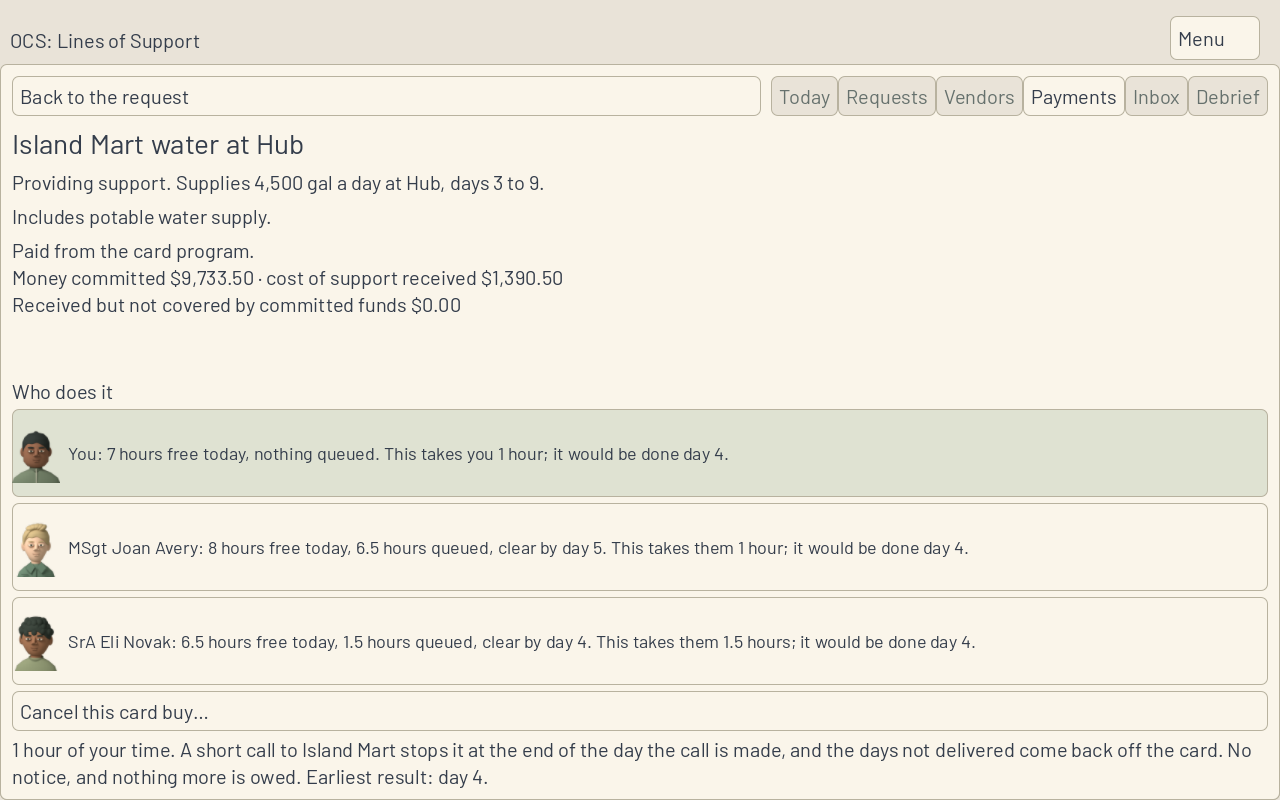 OCS: Lines of Support
Menu
Back to the request
Today
Requests
Vendors
Payments
Inbox
Debrief
Island Mart water at Hub
Providing support. Supplies 4,500 gal a day at Hub, days 3 to 9.
Includes potable water supply.
Paid from the card program.
Money committed $9,733.50 · cost of support received $1,390.50
Received but not covered by committed funds $0.00
Who does it
You: 7 hours free today, nothing queued. This takes you 1 hour; it would be done day 4.
MSgt Joan Avery: 8 hours free today, 6.5 hours queued, clear by day 5. This takes them 1 hour; it would be done day 4.
SrA Eli Novak: 6.5 hours free today, 1.5 hours queued, clear by day 4. This takes them 1.5 hours; it would be done day 4.
Cancel this card buy...
1 hour of your time. A short call to Island Mart stops it at the end of the day the call is made, and the days not delivered come back off the card. No
notice, and nothing more is owed. Earliest result: day 4.